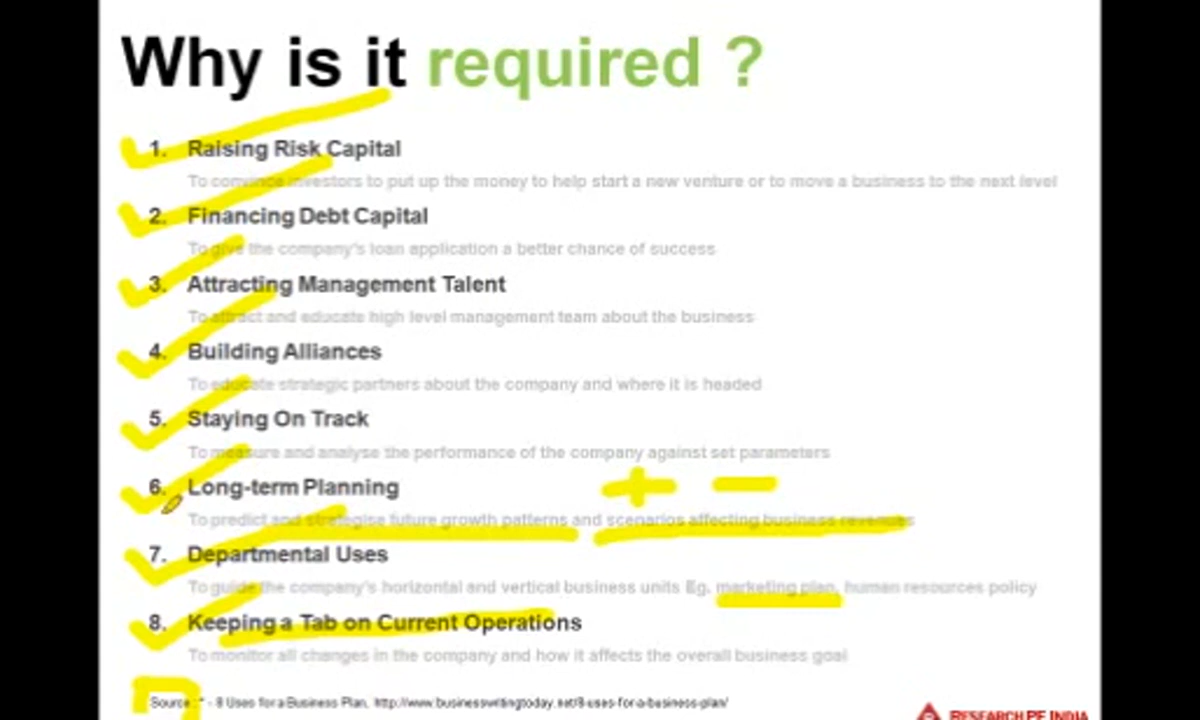 Why is it required ?
1. Raising Risk Capital
To convince investors to put up the money to help start a new venture or to move a business to the next level
2. Financing Debt Capital
To give the company's loan application a better chance of success
3. Attracting Management Talent
To attract and educate high level management team about the business
4. Building Alliances
To educate strategic partners about the company and where it is headed
5. Staying On Track
To measure and analyse the performance of the company against set parameters
6. Long-term Planning
To predict and strategise future growth patterns and scenarios affecting business revenues
7. Departmental Uses
To guide the company's horizontal and vertical business units Eg. marketing plan, human resources policy
8. Keeping a Tab on Current Operations
To monitor all changes in the company and how it affects the overall business goal
Source : * - 8 Uses for a Business Plan, http://www.businesswritingtoday.net/8-uses-for-a-business-plan/
RESEARCH PE INDIA